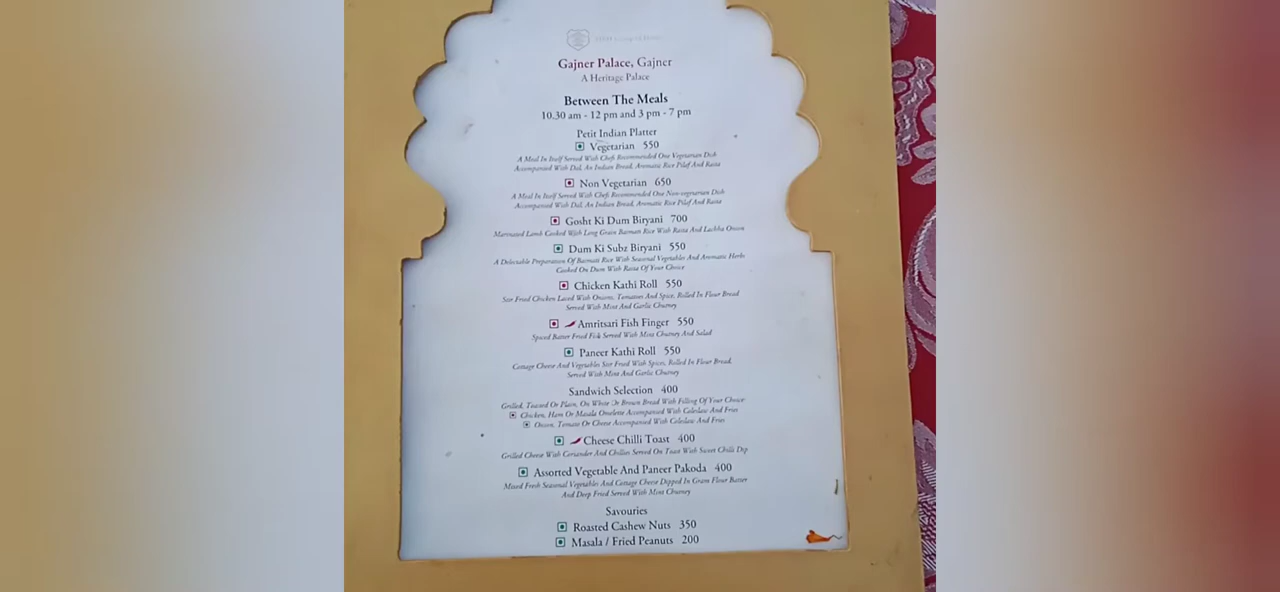 Gajner Palace, Gajner
A Heritage Palace
Between The Meals
10.30 am - 12 pm and 3 pm - 7 pm
Petit Indian Platter
Vegetarian 550
A Meal In Itself Served With Chefs Recommended One Vegetarian Dish
Accompanied With Dal, An Indian Bread, Aromatic Rice Pilaf And Raita
Non Vegetarian 650
A Meal In Itself Served With Chefs Recommended One Non-vegetarian Dish
Accompanied With Dal, An Indian Bread, Aromatic Rice Pilaf And Raita
Gosht Ki Dum Biryani 700
Marinated Lamb Cooked With Long Grain Basmati Rice With Raita And Lachha Onion
Dum Ki Subz Biryani 550
A Delectable Preparation Of Basmati Rice With Seasonal Vegetables And Aromatic Herbs
Cooked On Dum With Raita Of Your Choice
Chicken Kathi Roll 550
Stir Fried Chicken Laced With Onions, Tomatoes And Spice, Rolled In Flour Bread
Served With Mint And Garlic Chutney
Amritsari Fish Finger 550
Spiced Batter Fried Fish Served With Mint Chutney And Salad
Paneer Kathi Roll 550
Cottage Cheese And Vegetables Stir Fried With Spices, Rolled In Flour Bread,
Served With Mint And Garlic Chutney
Sandwich Selection 400
Grilled, Toasted Or Plain, On White Or Brown Bread With Filling Of Your Choice
Chicken, Ham Or Masala Omelette Accompanied With Coleslaw And Fries
Onion, Tomato Or Cheese Accompanied With Coleslaw And Fries
Cheese Chilli Toast 400
Grilled Cheese With Coriander And Chillies Served On Toast With Sweet Chilli Dip
Assorted Vegetable And Paneer Pakoda 400
Mixed Fresh Seasonal Vegetables And Cottage Cheese Dipped In Gram Flour Batter
And Deep Fried Served With Mint Chutney
Savouries
Roasted Cashew Nuts 350
Masala / Fried Peanuts 200